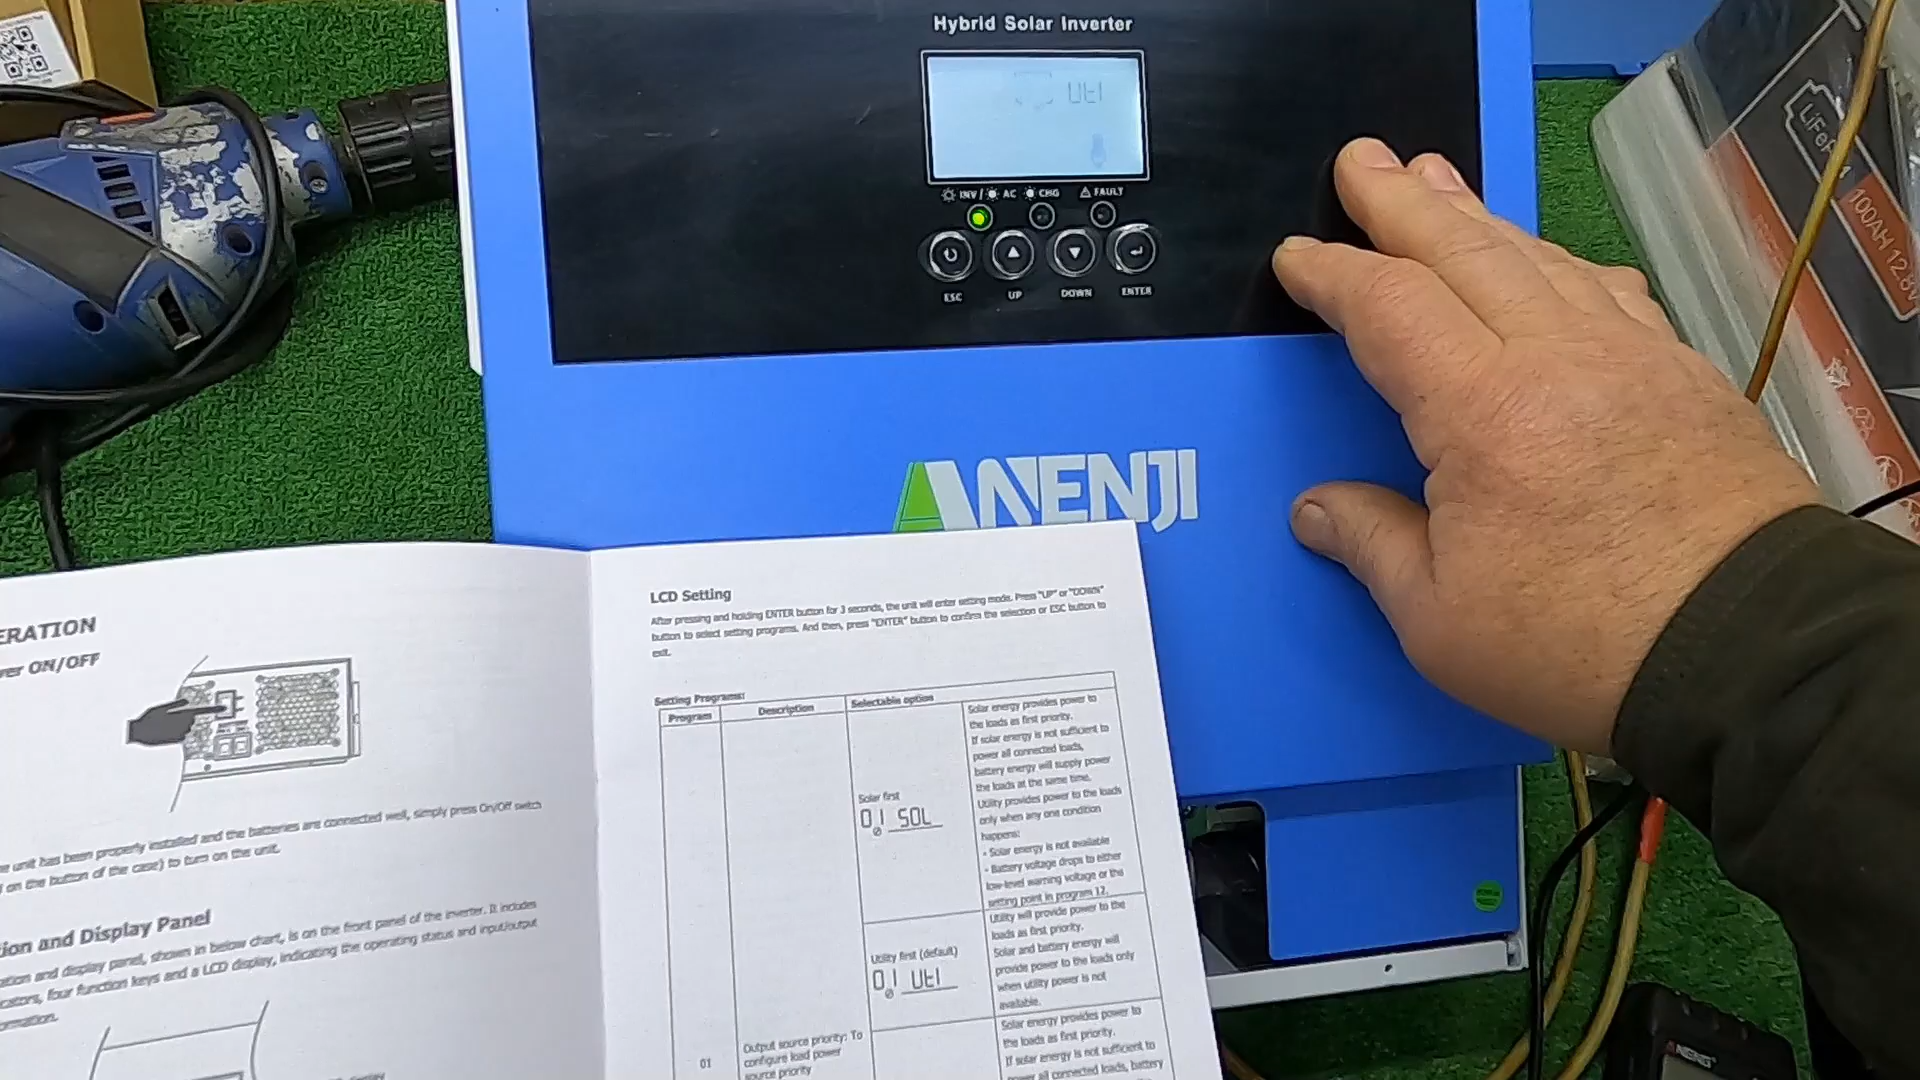 Hybrid Solar Inverter
Utl
INV / AC CHG FAULT
ESC UP DOWN ENTER
ANENJI
100AH 12.8V
ERATION
wer ON/OFF
e unit has been properly installed and the batteries are connected well, simply press On/Off switch
on the button of the case) to turn on the unit.
ion and Display Panel
ation and display panel, shown in below chart, is on the front panel of the inverter. It includes
cators, four function keys and a LCD display, indicating the operating status and input/output
ormation.
LCD Setting
After pressing and holding ENTER button for 3 seconds, the unit will enter setting mode. Press "UP" or "DOWN"
button to select setting programs. And then, press "ENTER" button to confirm the selection or ESC button to
exit.
Setting Programs:
Program
Description
Selectable option
Solar first
01 SOL
Solar energy provides power to
the loads as first priority.
If solar energy is not sufficient to
power all connected loads,
battery energy will supply power
the loads at the same time.
Utility provides power to the loads
only when any one condition
happens:
- Solar energy is not available
- Battery voltage drops to either
low-level warning voltage or the
setting point in program 12.
Utility first (default)
01 Utl
Utility will provide power to the
loads as first priority.
Solar and battery energy will
provide power to the loads only
when utility power is not
available.
01
Output source priority: To
configure load power
source priority
Solar energy provides power to
the loads as first priority.
If solar energy is not sufficient to
power all connected loads, battery